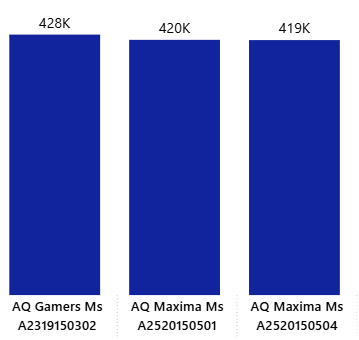 428K
420K
419K
AQ Gamers Ms
A2319150302
AQ Maxima Ms
A2520150501
AQ Maxima Ms
A2520150504